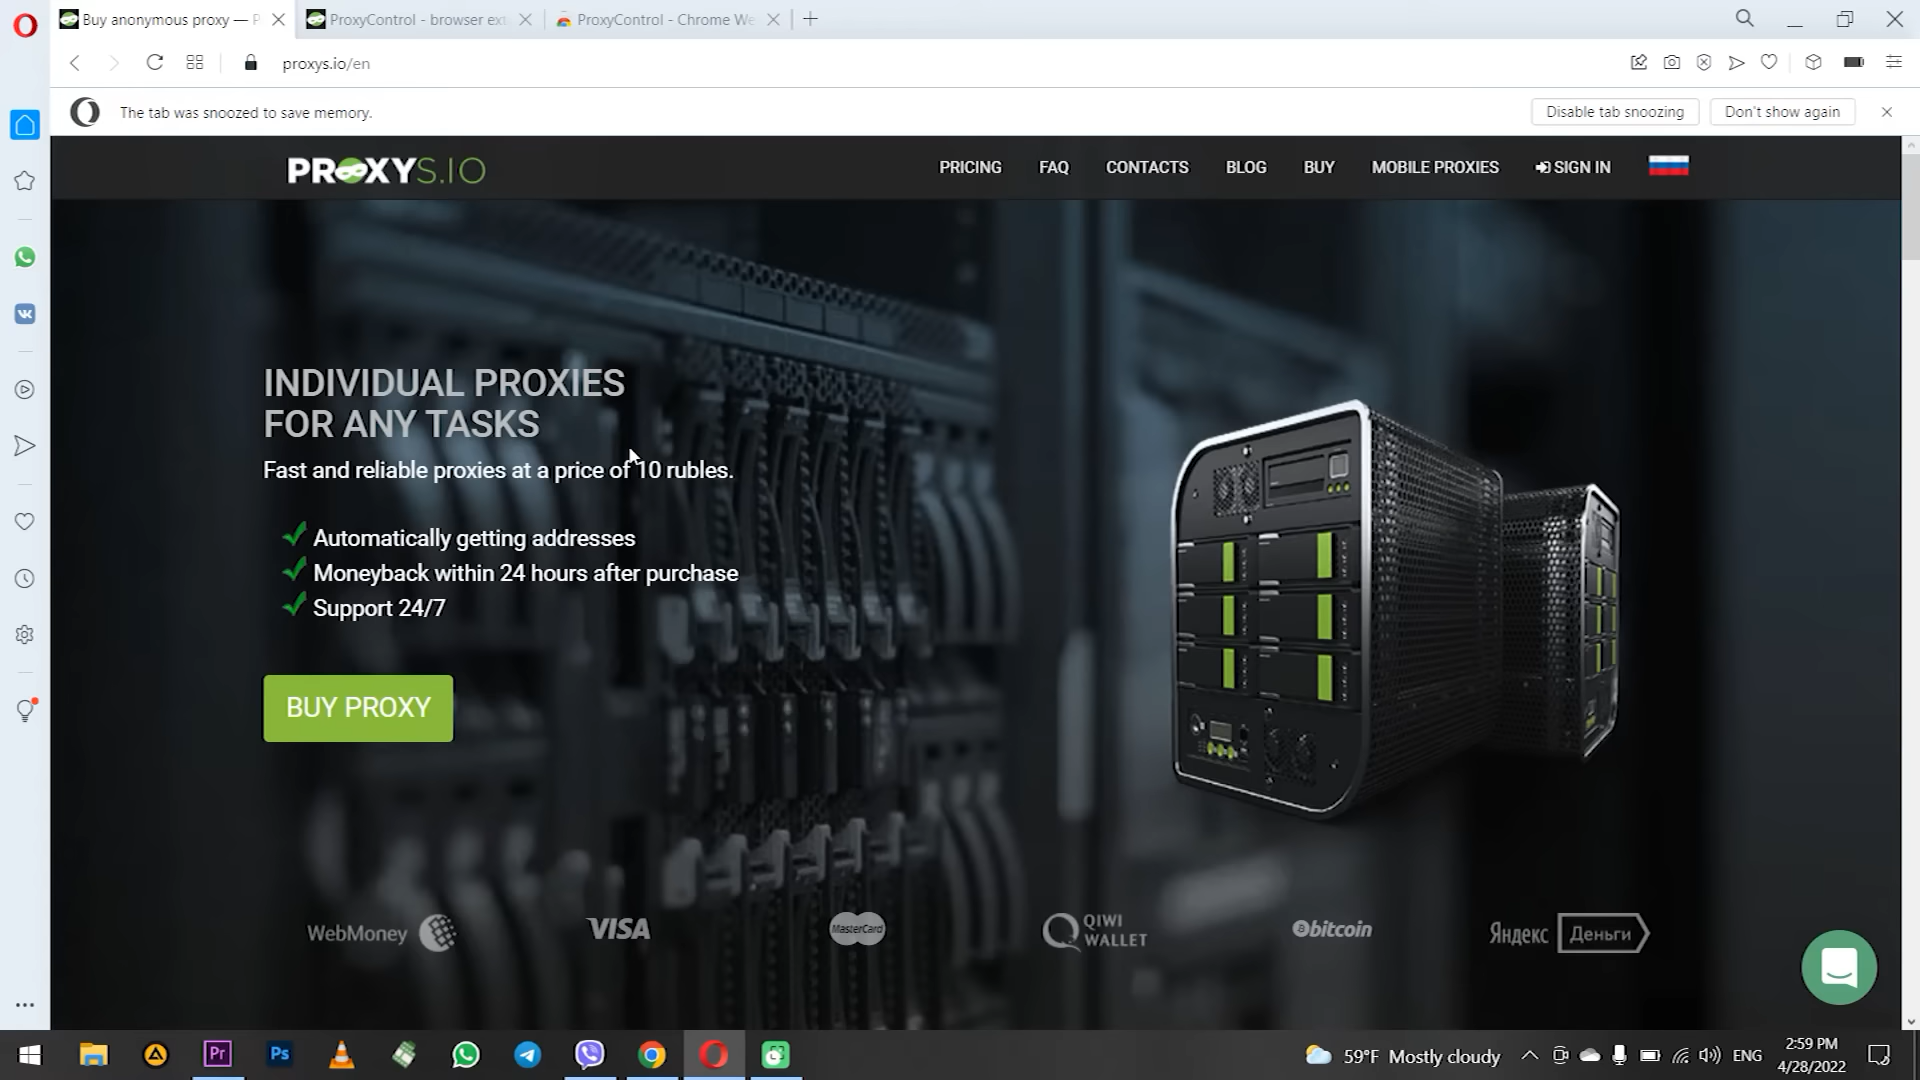 Buy anonymous proxy — P
ProxyControl - browser ext
ProxyControl - Chrome We
proxys.io/en
The tab was snoozed to save memory.
Disable tab snoozing
Don't show again
PROXYS.IO
PRICING
FAQ
CONTACTS
BLOG
BUY
MOBILE PROXIES
SIGN IN
INDIVIDUAL PROXIES
FOR ANY TASKS
Fast and reliable proxies at a price of 10 rubles.
Automatically getting addresses
Moneyback within 24 hours after purchase
Support 24/7
BUY PROXY
WebMoney
VISA
MasterCard
QIWI
WALLET
bitcoin
Яндекс
Деньги
Pr
Ps
59°F Mostly cloudy
ENG
2:59 PM
4/28/2022